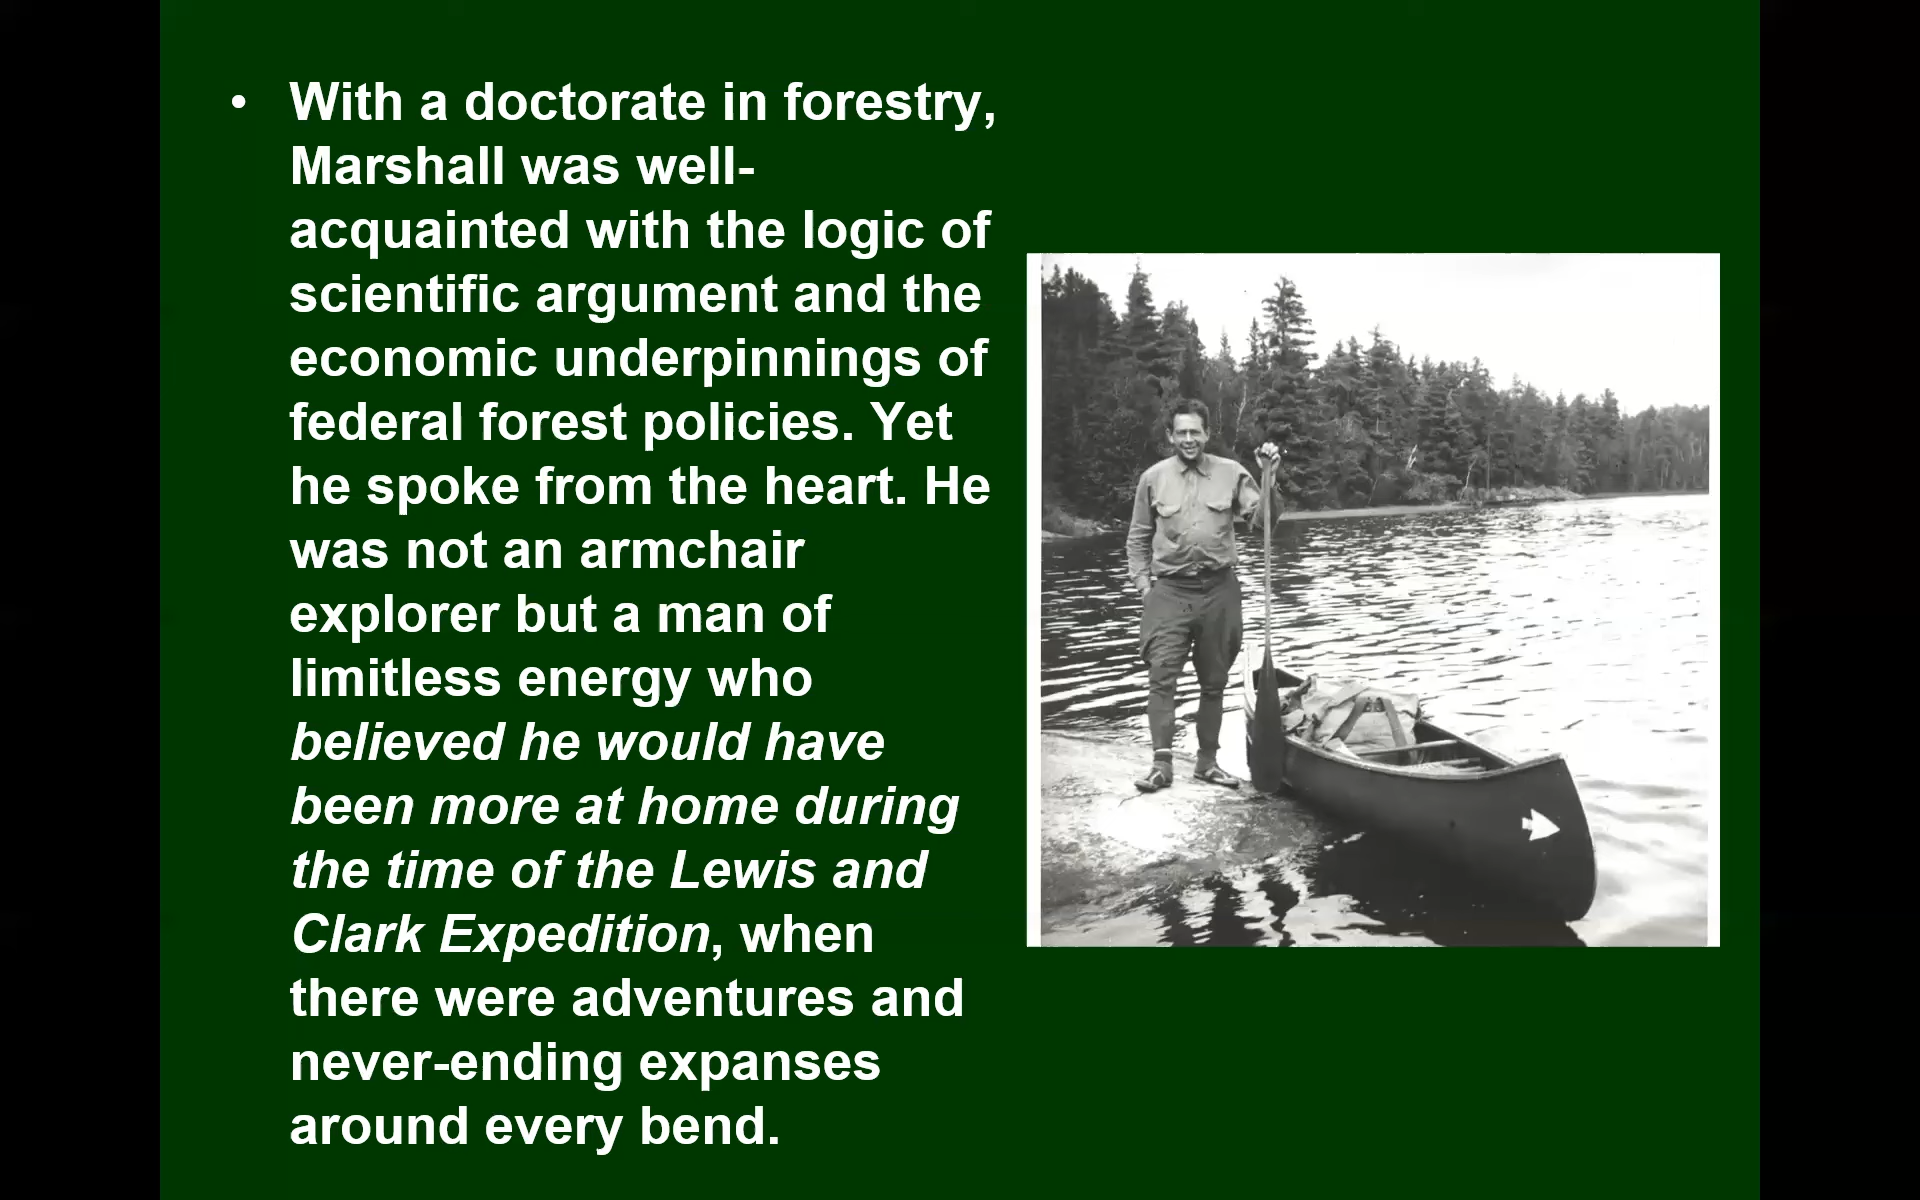 • With a doctorate in forestry,
Marshall was well-
acquainted with the logic of
scientific argument and the
economic underpinnings of
federal forest policies. Yet
he spoke from the heart. He
was not an armchair
explorer but a man of
limitless energy who
believed he would have
been more at home during
the time of the Lewis and
Clark Expedition, when
there were adventures and
never-ending expanses
around every bend.